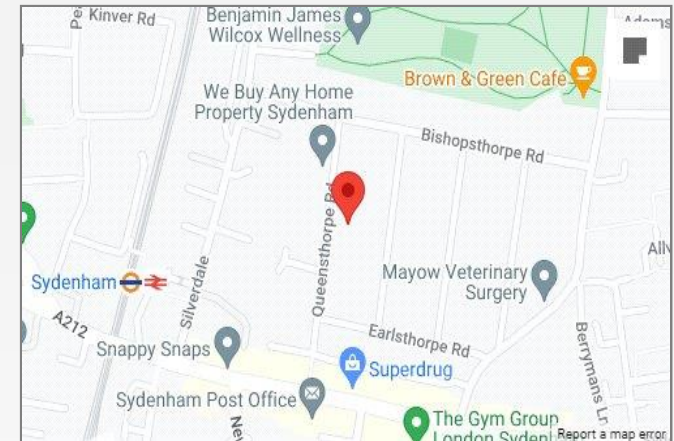 Kinver Rd
Benjamin James
Wilcox Wellness
We Buy Any Home
Property Sydenham
Brown & Green Cafe
Bishopsthorpe Rd
Queensthorpe Rd
Sydenham
Silverdale
A212
Mayow Veterinary
Surgery
Snappy Snaps
Earlsthorpe Rd
Superdrug
Berrymans Ln
Sydenham Post Office
The Gym Group
Report a map error